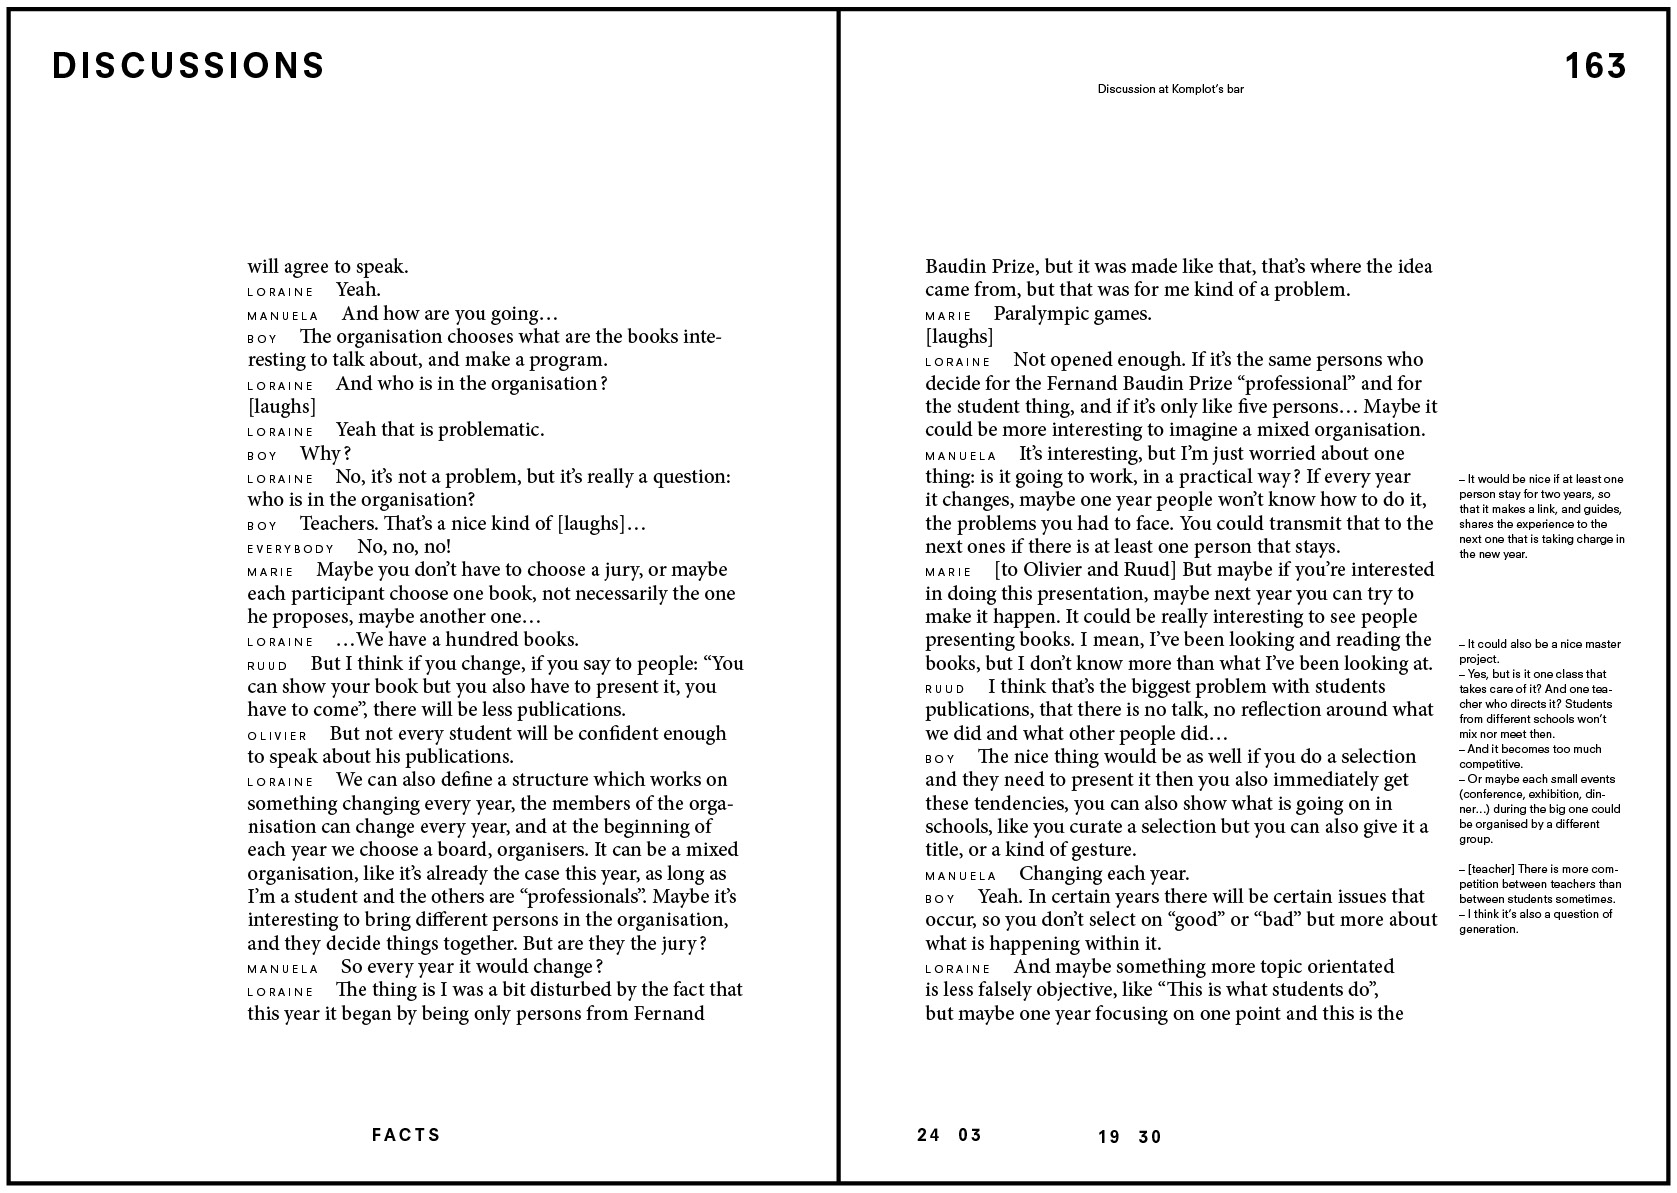 DISCUSSIONS
will agree to speak.
LORAINE Yeah.
MANUELA And how are you going…
BOY The organisation chooses what are the books inte-
resting to talk about, and make a program.
LORAINE And who is in the organisation?
[laughs]
LORAINE Yeah that is problematic.
BOY Why?
LORAINE No, it’s not a problem, but it’s really a question:
who is in the organisation?
BOY Teachers. That’s a nice kind of [laughs]…
EVERYBODY No, no, no!
MARIE Maybe you don’t have to choose a jury, or maybe
each participant choose one book, not necessarily the one
he proposes, maybe another one…
LORAINE …We have a hundred books.
RUUD But I think if you change, if you say to people: “You
can show your book but you also have to present it, you
have to come”, there will be less publications.
OLIVIER But not every student will be confident enough
to speak about his publications.
LORAINE We can also define a structure which works on
something changing every year, the members of the orga-
nisation can change every year, and at the beginning of
each year we choose a board, organisers. It can be a mixed
organisation, like it’s already the case this year, as long as
I’m a student and the others are “professionals”. Maybe it’s
interesting to bring different persons in the organisation,
and they decide things together. But are they the jury?
MANUELA So every year it would change?
LORAINE The thing is I was a bit disturbed by the fact that
this year it began by being only persons from Fernand
FACTS
163
Discussion at Komplot’s bar
Baudin Prize, but it was made like that, that’s where the idea
came from, but that was for me kind of a problem.
MARIE Paralympic games.
[laughs]
LORAINE Not opened enough. If it’s the same persons who
decide for the Fernand Baudin Prize “professional” and for
the student thing, and if it’s only like five persons… Maybe it
could be more interesting to imagine a mixed organisation.
MANUELA It’s interesting, but I’m just worried about one
thing: is it going to work, in a practical way? If every year
it changes, maybe one year people won’t know how to do it,
the problems you had to face. You could transmit that to the
next ones if there is at least one person that stays.
MARIE [to Olivier and Ruud] But maybe if you’re interested
in doing this presentation, maybe next year you can try to
make it happen. It could be really interesting to see people
presenting books. I mean, I’ve been looking and reading the
books, but I don’t know more than what I’ve been looking at.
RUUD I think that’s the biggest problem with students
publications, that there is no talk, no reflection around what
we did and what other people did…
BOY The nice thing would be as well if you do a selection
and they need to present it then you also immediately get
these tendencies, you can also show what is going on in
schools, like you curate a selection but you can also give it a
title, or a kind of gesture.
MANUELA Changing each year.
BOY Yeah. In certain years there will be certain issues that
occur, so you don’t select on “good” or “bad” but more about
what is happening within it.
LORAINE And maybe something more topic orientated
is less falsely objective, like “This is what students do”,
but maybe one year focusing on one point and this is the
– It would be nice if at least one
person stay for two years, so
that it makes a link, and guides,
shares the experience to the
next one that is taking charge in
the new year.
– It could also be a nice master
project.
– Yes, but is it one class that
takes care of it? And one tea-
cher who directs it? Students
from different schools won’t
mix nor meet then.
– And it becomes too much
competitive.
– Or maybe each small events
(conference, exhibition, din-
ner…) during the big one could
be organised by a different
group.
– [teacher] There is more com-
petition between teachers than
between students sometimes.
– I think it’s also a question of
generation.
24 03
19 30